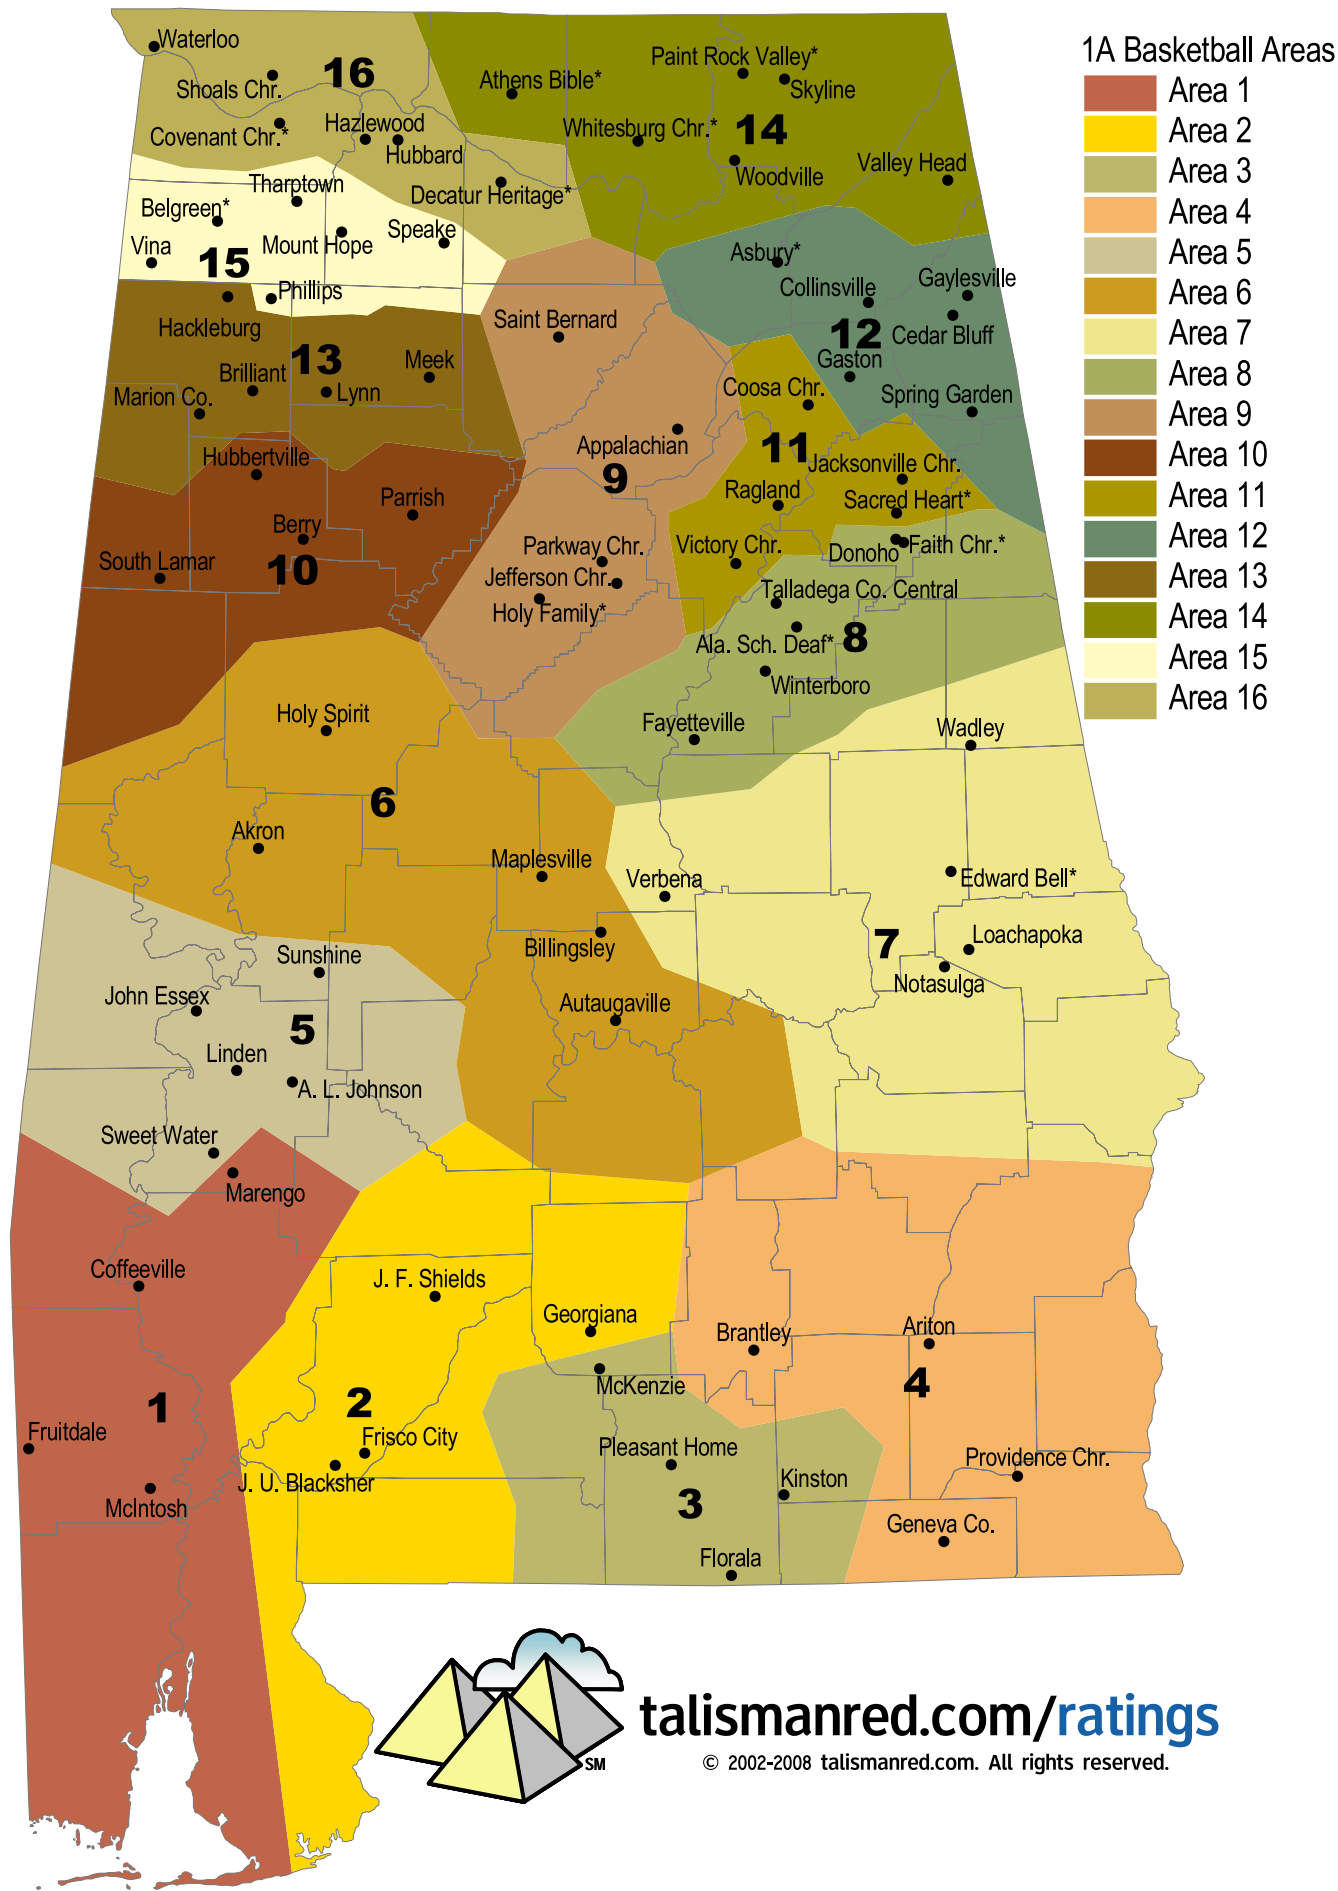 1A Basketball Areas
Area 1
Area 2
Area 3
Area 4
Area 5
Area 6
Area 7
Area 8
Area 9
Area 10
Area 11
Area 12
Area 13
Area 14
Area 15
Area 16
Waterloo
16
Shoals Chr.
Covenant Chr.*
Hazlewood
Hubbard
Decatur Heritage*
Athens Bible*
Paint Rock Valley*
Skyline
Whitesburg Chr.*
14
Woodville
Valley Head
Tharptown
Belgreen*
Vina
Mount Hope
Speake
15
Phillips
Hackleburg
13
Meek
Brilliant
Lynn
Marion Co.
Saint Bernard
Asbury*
Collinsville
Gaylesville
12
Cedar Bluff
Gaston
Spring Garden
Coosa Chr.
Appalachian
9
11
Jacksonville Chr.
Ragland
Sacred Heart*
Victory Chr.
Donoho
Faith Chr.*
Hubbertville
Parrish
Berry
South Lamar
10
Parkway Chr.
Jefferson Chr.
Holy Family*
Talladega Co. Central
Ala. Sch. Deaf*
8
Winterboro
Fayetteville
Holy Spirit
6
Akron
Maplesville
Billingsley
Autaugaville
Wadley
Verbena
Edward Bell*
7
Loachapoka
Notasulga
Sunshine
John Essex
5
Linden
A. L. Johnson
Sweet Water
Marengo
Coffeeville
J. F. Shields
Georgiana
Brantley
Ariton
McKenzie
4
1
2
Fruitdale
Frisco City
J. U. Blacksher
McIntosh
Pleasant Home
Kinston
3
Florala
Providence Chr.
Geneva Co.
SM
talismanred.com/ratings
© 2002-2008 talismanred.com. All rights reserved.